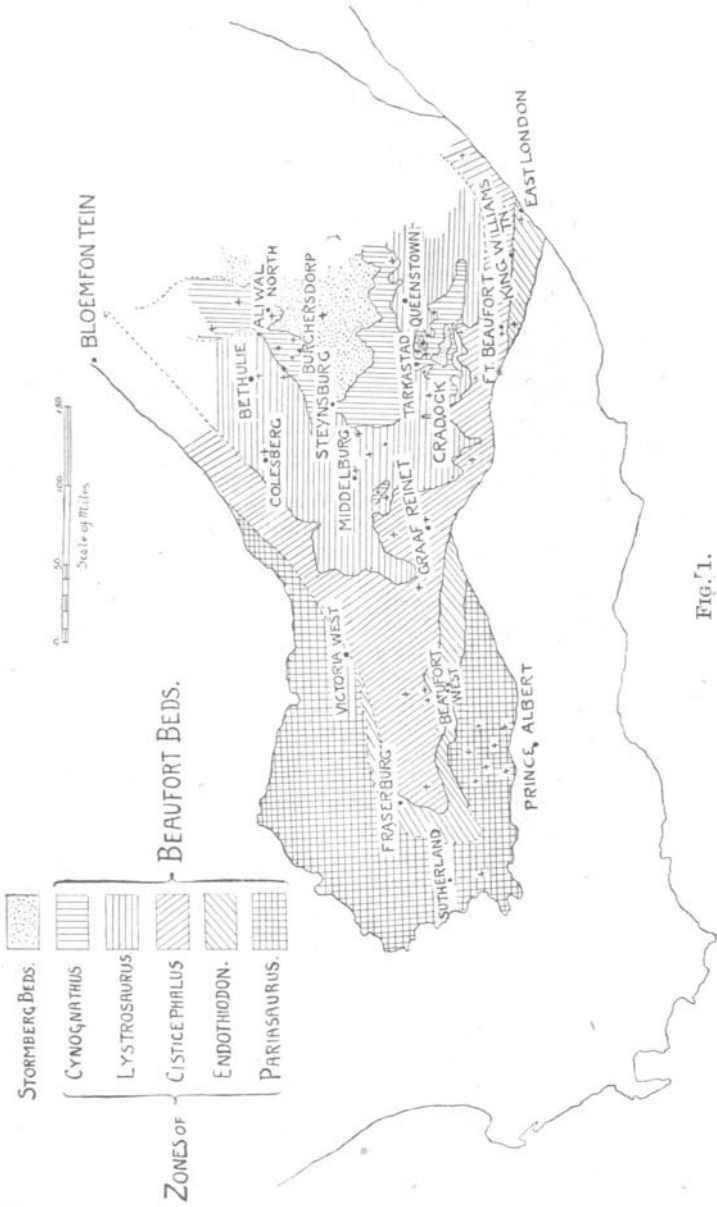 STORMBERG BEDS.
ZONES OF
CYNOGNATHUS
LYSTROSAURUS
CISTICEPHALUS
ENDOTHIODON.
PARIASAURUS.
BEAUFORT BEDS.
0 50 100 150
Scale of Miles
BLOEMFONTEIN
BETHULIE
ALIWAL
NORTH
COLESBERG
BURGHERSDORP
STEYNSBURG
MIDDELBURG
VICTORIA WEST
TARKASTAD
QUEENSTOWN
FRASERBURG
GRAAF REINET
CRADOCK
SUTHERLAND
BEAUFORT
WEST
FT. BEAUFORT
KING WILLIAMS
TN.
EAST LONDON
PRINCE ALBERT
FIG. 1.